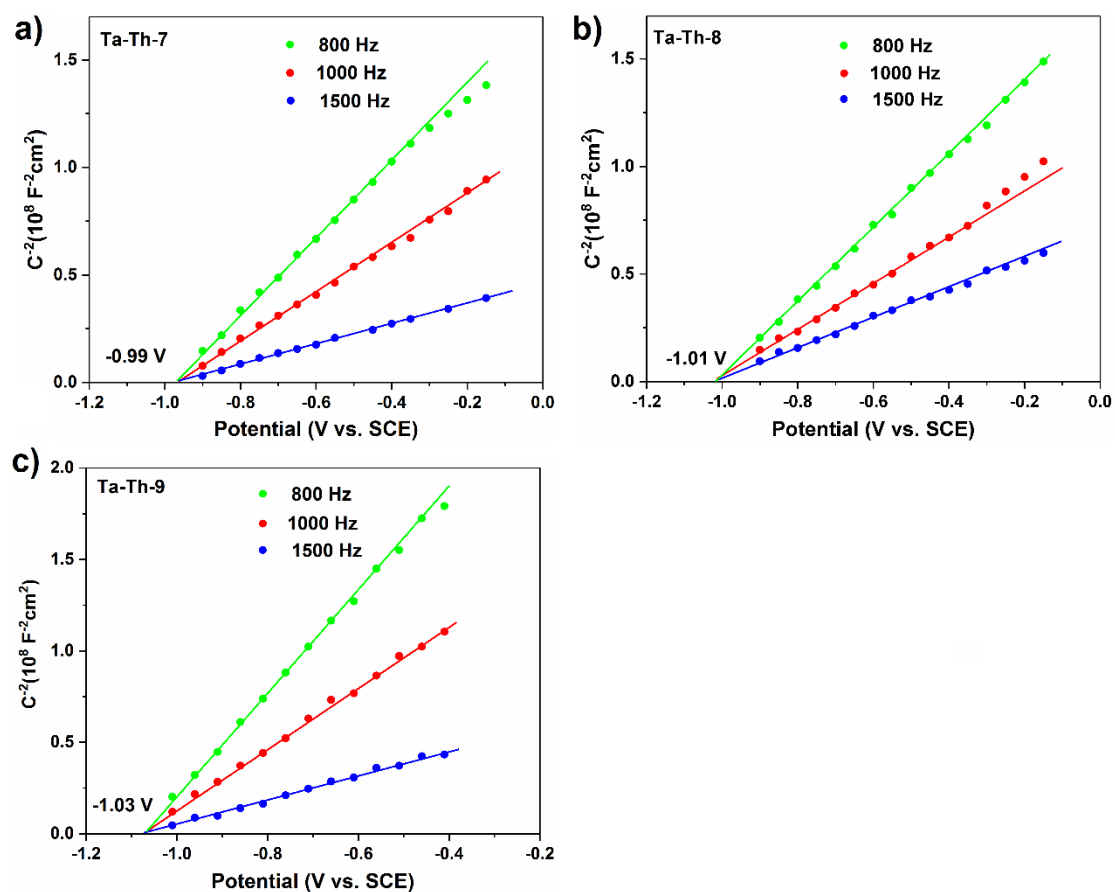 a)
Ta-Th-7
800 Hz
1000 Hz
1500 Hz
1.5
1.0
0.5
0.0
C⁻²(10⁸ F⁻²cm²)
-0.99 V
-1.2 -1.0 -0.8 -0.6 -0.4 -0.2 0.0
Potential (V vs. SCE)
b)
Ta-Th-8
800 Hz
1000 Hz
1500 Hz
1.5
1.0
0.5
0.0
C⁻²(10⁸ F⁻²cm²)
-1.01 V
-1.2 -1.0 -0.8 -0.6 -0.4 -0.2 0.0
Potential (V vs. SCE)
c)
Ta-Th-9
800 Hz
1000 Hz
1500 Hz
2.0
1.5
1.0
0.5
0.0
C⁻²(10⁸ F⁻²cm²)
-1.03 V
-1.2 -1.0 -0.8 -0.6 -0.4 -0.2
Potential (V vs. SCE)